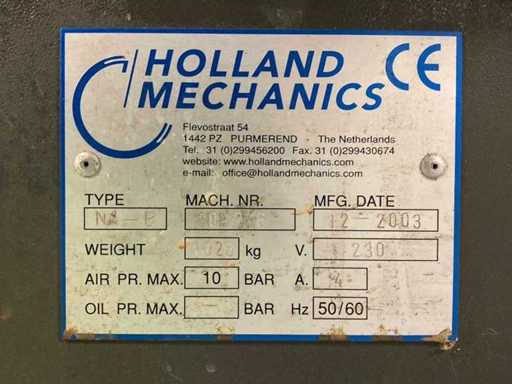 HOLLAND
MECHANICS
CE
Flevostraat 54
1442 PZ PURMEREND - The Netherlands
Tel. 31 (0)299456200 Fax. 31 (0)299430674
website: www.hollandmechanics.com
e-mail: office@hollandmechanics.com
TYPE MACH. NR. MFG. DATE
12-2003
WEIGHT kg V. 230
AIR PR. MAX. 10 BAR A. 4
OIL PR. MAX. - BAR Hz 50/60